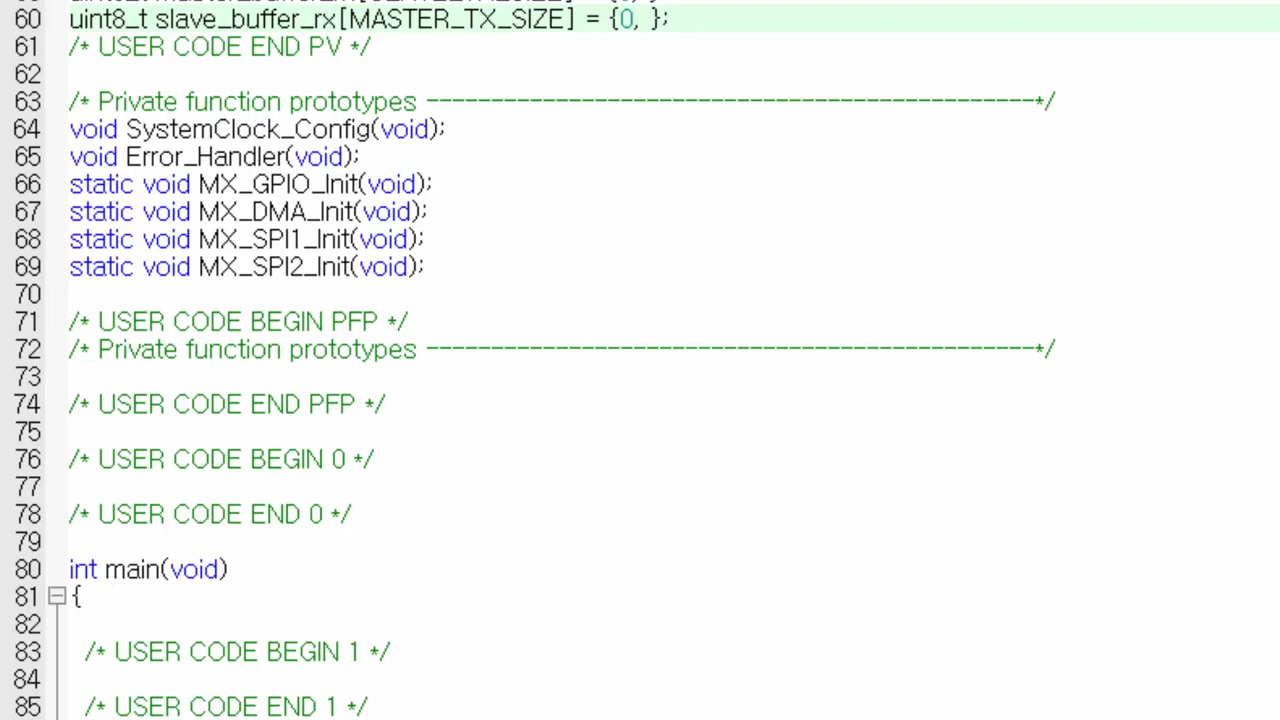 60 uint8_t slave_buffer_rx[MASTER_TX_SIZE] = {0, };
61 /* USER CODE END PV */
62
63 /* Private function prototypes -----------------------------------------------*/
64 void SystemClock_Config(void);
65 void Error_Handler(void);
66 static void MX_GPIO_Init(void);
67 static void MX_DMA_Init(void);
68 static void MX_SPI1_Init(void);
69 static void MX_SPI2_Init(void);
70
71 /* USER CODE BEGIN PFP */
72 /* Private function prototypes -----------------------------------------------*/
73
74 /* USER CODE END PFP */
75
76 /* USER CODE BEGIN 0 */
77
78 /* USER CODE END 0 */
79
80 int main(void)
81 {
82
83 /* USER CODE BEGIN 1 */
84
85 /* USER CODE END 1 */